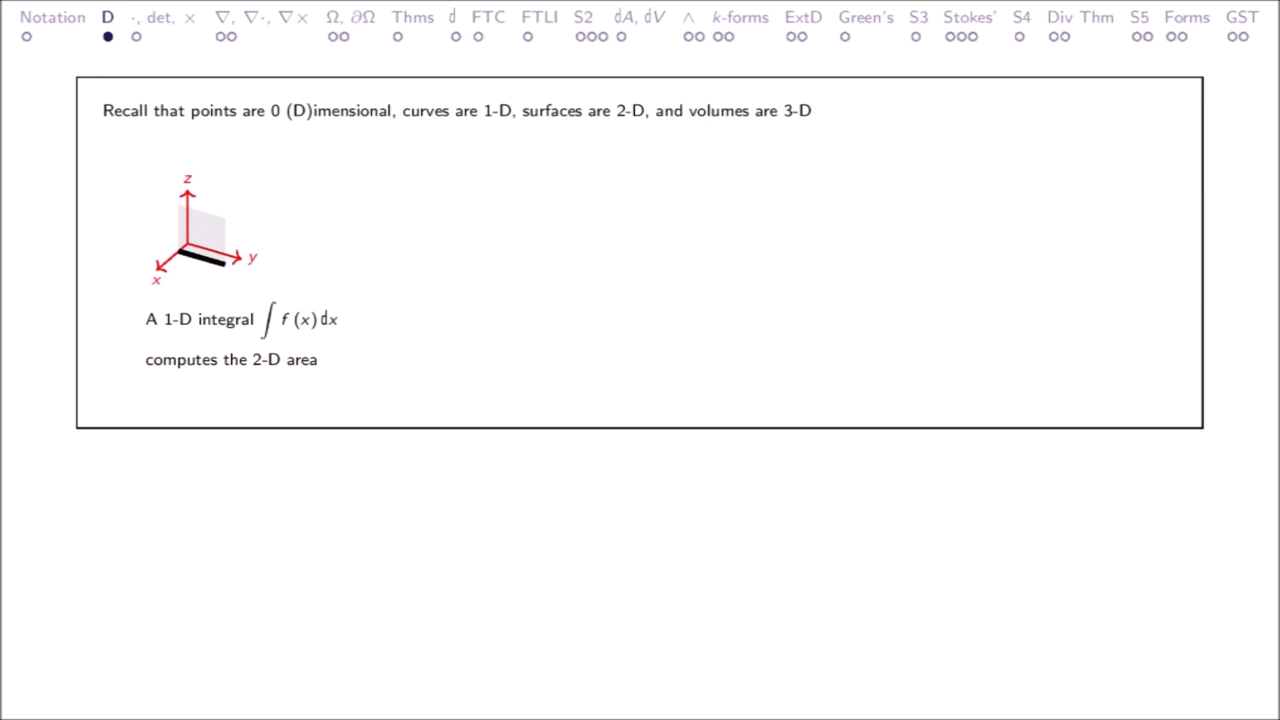 Notation D ·, det, × ∇, ∇·, ∇× Ω, ∂Ω Thms đ FTC FTLI S2 đA, đV ∧ k-forms ExtD Green's S3 Stokes' S4 Div Thm S5 Forms GST
Recall that points are 0 (D)imensional, curves are 1-D, surfaces are 2-D, and volumes are 3-D
z
y
x
A 1-D integral ∫ f (x) dx
computes the 2-D area